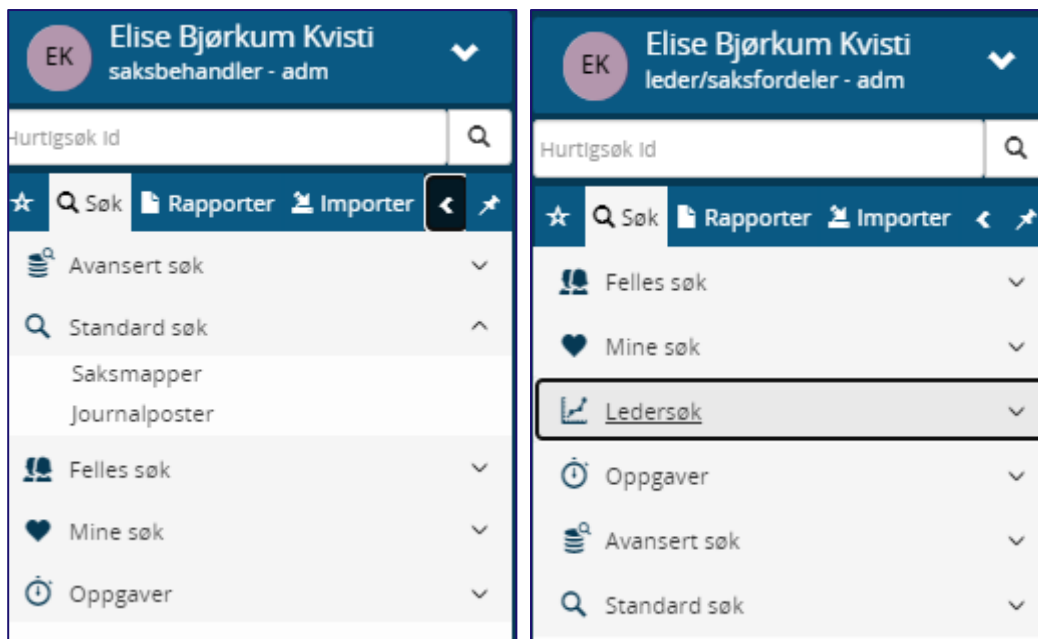 EK
Elise Bjørkum Kvisti
saksbehandler - adm
Hurtigsøk Id
Søk Rapporter Importer
Avansert søk
Standard søk
Saksmapper
Journalposter
Felles søk
Mine søk
Oppgaver
EK
Elise Bjørkum Kvisti
leder/saksfordeler - adm
Hurtigsøk Id
Søk Rapporter Importer
Felles søk
Mine søk
Ledersøk
Oppgaver
Avansert søk
Standard søk